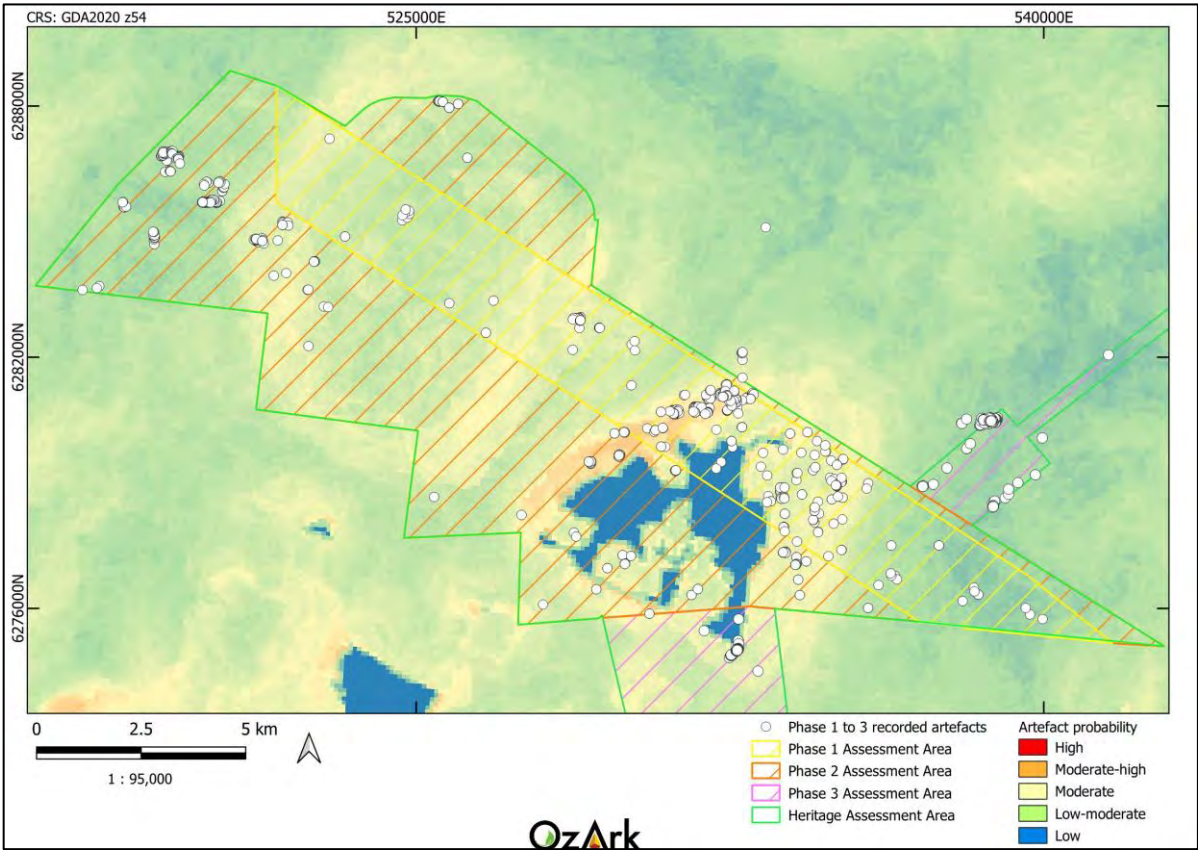 CRS: GDA2020 z54
525000E
540000E
6288000N
6282000N
6276000N
0 2.5 5 km
1 : 95,000
Phase 1 to 3 recorded artefacts
Phase 1 Assessment Area
Phase 2 Assessment Area
Phase 3 Assessment Area
Heritage Assessment Area
Artefact probability
High
Moderate-high
Moderate
Low-moderate
Low
OzArk